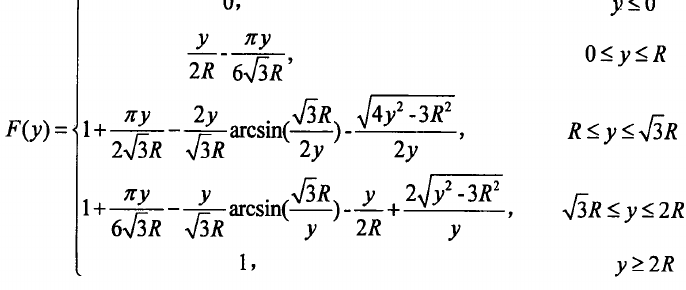 0, y≤0
y/2R - πy/6√3R, 0≤y≤R
F(y)={1+πy/2√3R-2y/√3R arcsin(√3R/2y)-√4y²-3R²/2y, R≤y≤√3R
1+πy/6√3R-y/√3R arcsin(√3R/y)-y/2R+2√y²-3R²/y, √3R≤y≤2R
1, y≥2R